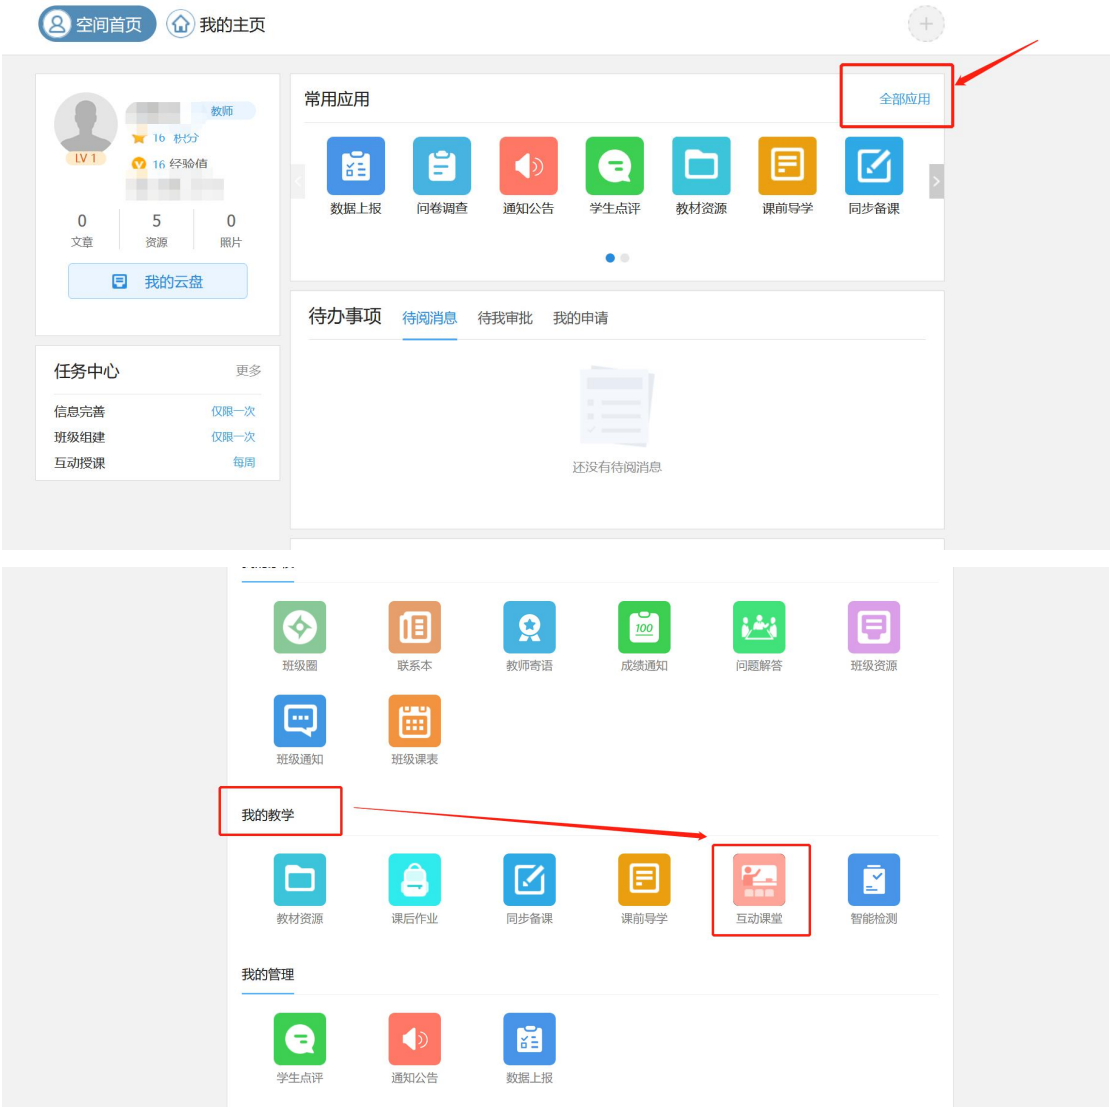 空间首页 我的主页
教师
16 积分
LV 1
16 经验值
0 5 0
文章 资源 照片
我的云盘
任务中心 更多
信息完善 仅限一次
班级组建 仅限一次
互动授课 每周
常用应用 全部应用
数据上报 问卷调查 通知公告 学生点评 教材资源 课前导学 同步备课
待办事项 待阅消息 待我审批 我的申请
还没有待阅消息
班级圈 联系本 教师寄语 成绩通知 问题解答 班级资源
100
班级通知 班级课表
我的教学
教材资源 课后作业 同步备课 课前导学 互动课堂 智能检测
我的管理
学生点评 通知公告 数据上报